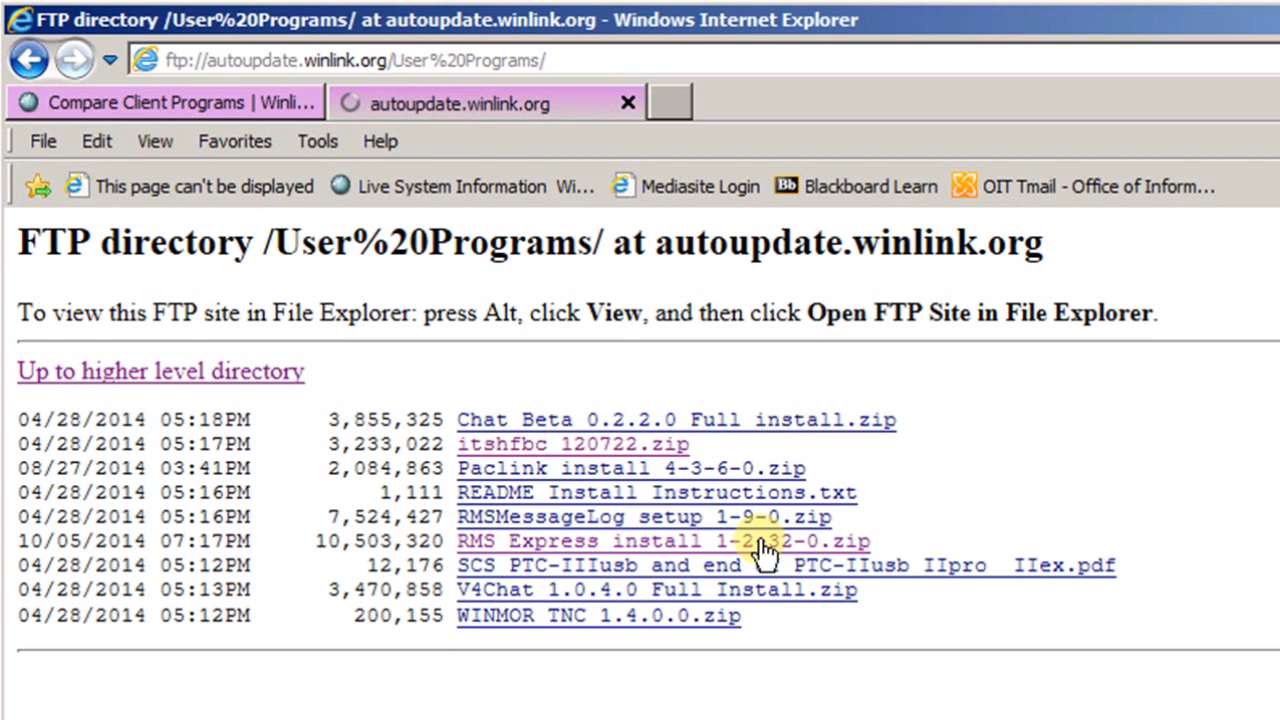 FTP directory /User%20Programs/ at autoupdate.winlink.org - Windows Internet Explorer
ftp://autoupdate.winlink.org/User%20Programs/
Compare Client Programs | Winli... autoupdate.winlink.org
File Edit View Favorites Tools Help
This page can't be displayed Live System Information Wi... Mediasite Login Bb Blackboard Learn OIT Tmail - Office of Inform...
FTP directory /User%20Programs/ at autoupdate.winlink.org
To view this FTP site in File Explorer: press Alt, click View, and then click Open FTP Site in File Explorer.
Up to higher level directory
04/28/2014 05:18PM 3,855,325 Chat Beta 0.2.2.0 Full install.zip
04/28/2014 05:17PM 3,233,022 itshfbc 120722.zip
08/27/2014 03:41PM 2,084,863 Paclink install 4-3-6-0.zip
04/28/2014 05:16PM 1,111 README Install Instructions.txt
04/28/2014 05:16PM 7,524,427 RMSMessageLog setup 1-9-0.zip
10/05/2014 07:17PM 10,503,320 RMS Express install 1-2-32-0.zip
04/28/2014 05:12PM 12,176 SCS PTC-IIIusb and end PTC-IIusb IIpro IIex.pdf
04/28/2014 05:13PM 3,470,858 V4Chat 1.0.4.0 Full Install.zip
04/28/2014 05:12PM 200,155 WINMOR TNC 1.4.0.0.zip